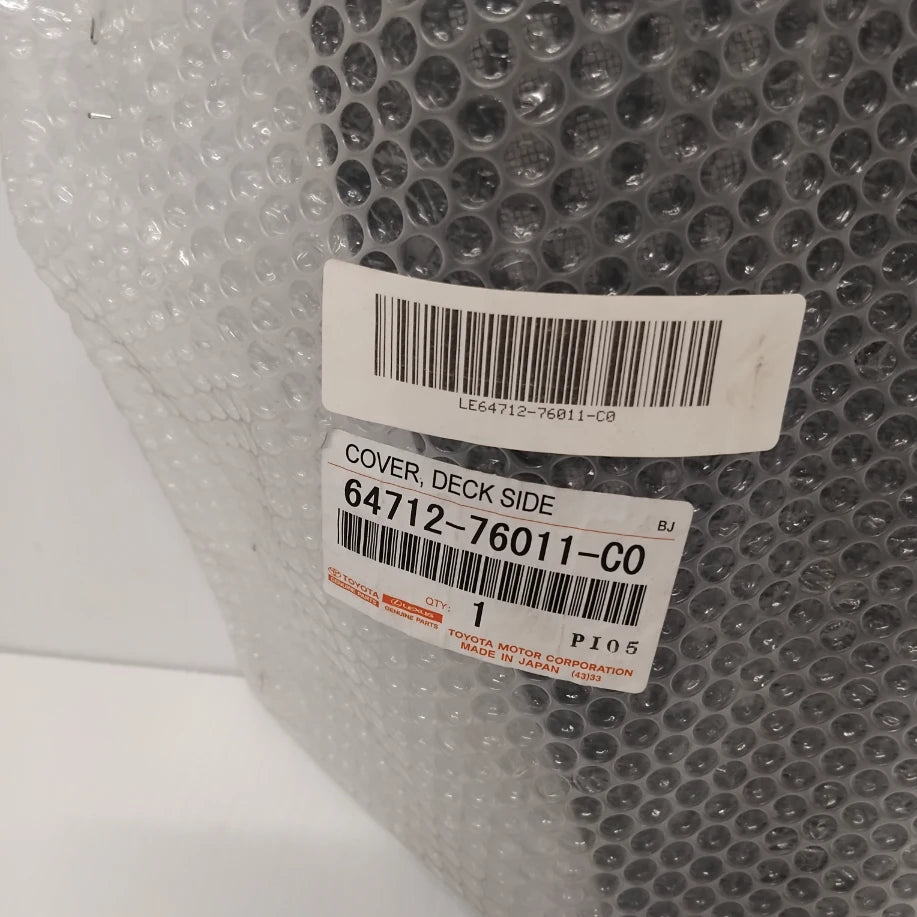 LE64712-76011-C0
COVER, DECK SIDE
BJ
64712-76011-C0
TOYOTA
GENUINE PARTS
LEXUS
GENUINE PARTS
QTY:
1
PI05
TOYOTA MOTOR CORPORATION
MADE IN JAPAN (43)33